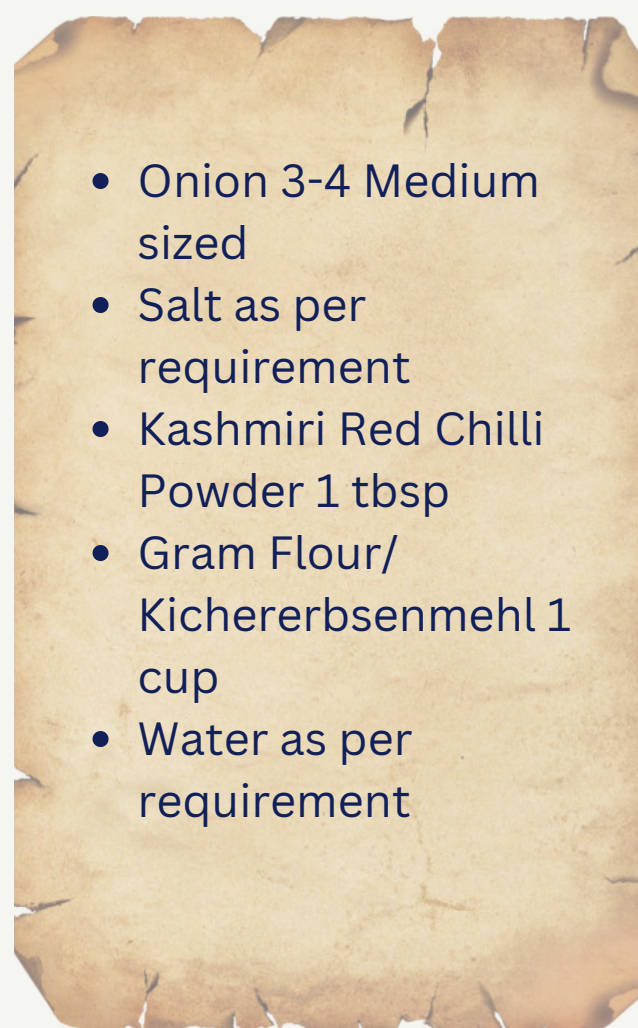 • Onion 3-4 Medium
sized
• Salt as per
requirement
• Kashmiri Red Chilli
Powder 1 tbsp
• Gram Flour/
Kichererbsenmehl 1
cup
• Water as per
requirement